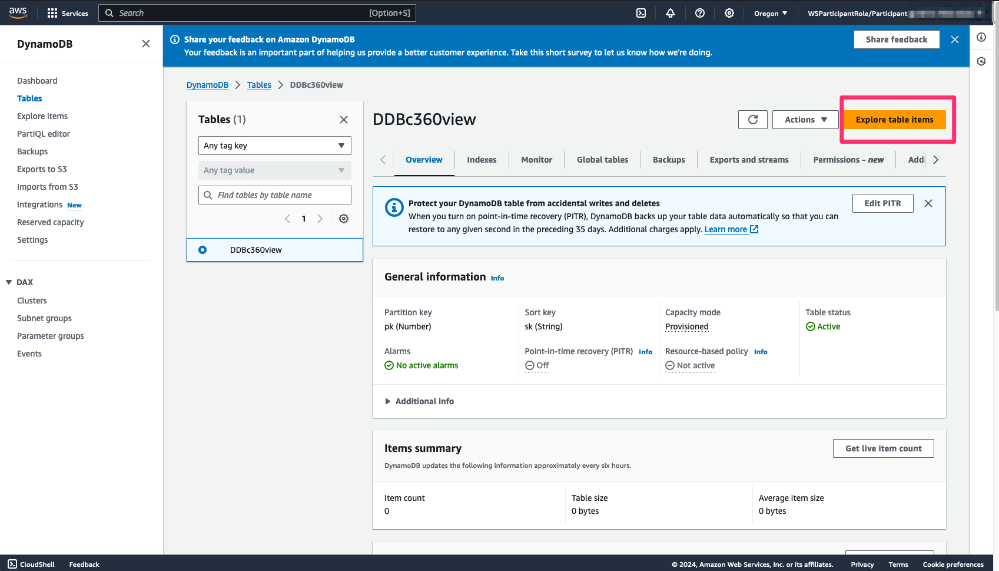 aws
Services
Search
[Option+S]
Oregon
WSParticipantRole/Participant
DynamoDB
Dashboard
Tables
Explore items
PartiQL editor
Backups
Exports to S3
Imports from S3
Integrations New
Reserved capacity
Settings
DAX
Clusters
Subnet groups
Parameter groups
Events
Share your feedback on Amazon DynamoDB
Your feedback is an important part of helping us provide a better customer experience. Take this short survey to let us know how we're doing.
Share feedback
DynamoDB
Tables
DDBc360view
Tables (1)
Any tag key
Any tag value
Find tables by table name
1
DDBc360view
DDBc360view
Actions
Explore table items
Overview
Indexes
Monitor
Global tables
Backups
Exports and streams
Permissions - new
Protect your DynamoDB table from accidental writes and deletes
When you turn on point-in-time recovery (PITR), DynamoDB backs up your table data automatically so that you can
restore to any given second in the preceding 35 days. Additional charges apply. Learn more
Edit PITR
General information Info
Partition key
pk (Number)
Sort key
sk (String)
Capacity mode
Provisioned
Table status
Active
Alarms
No active alarms
Point-in-time recovery (PITR) Info
Off
Resource-based policy Info
Not active
Additional info
Items summary
DynamoDB updates the following information approximately every six hours.
Get live item count
Item count
0
Table size
0 bytes
Average item size
0 bytes
CloudShell
Feedback
© 2024, Amazon Web Services, Inc. or its affiliates.
Privacy
Terms
Cookie preferences